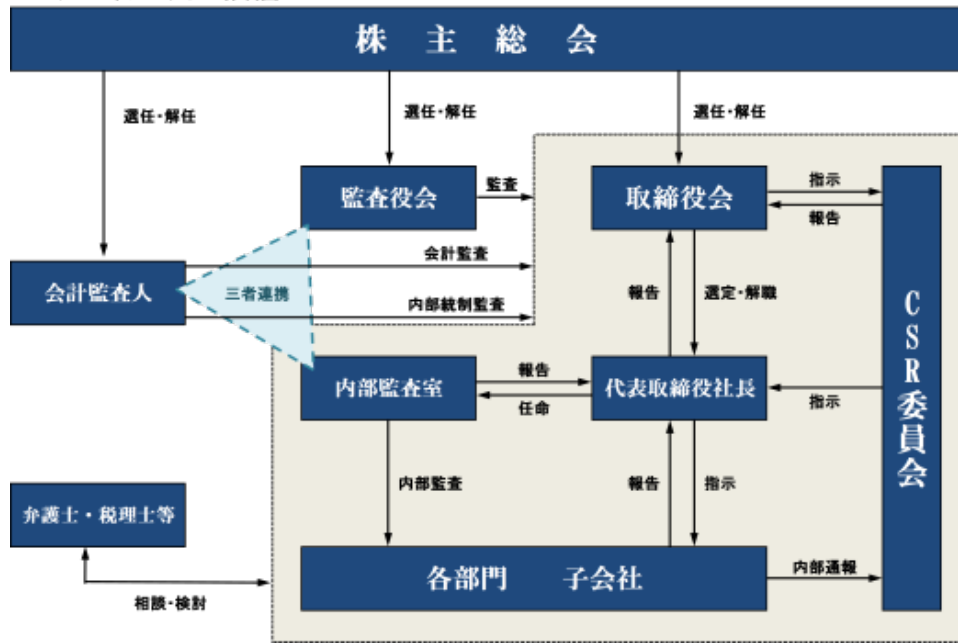 株主総会
選任・解任
選任・解任
選任・解任
監査役会
監査
取締役会
指示
報告
会計監査人
会計監査
三者連携
内部統制監査
報告
選定・解職
CSR委員会
内部監査室
報告
任命
代表取締役社長
指示
内部監査
報告
指示
弁護士・税理士等
相談・検討
各部門 子会社
内部通報